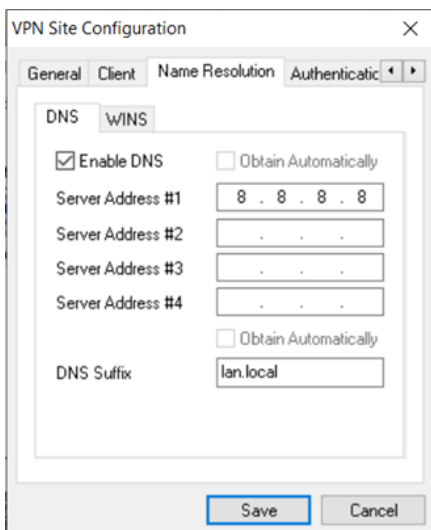 VPN Site Configuration
General Client Name Resolution
DNS WINS
Enable DNS Obtain Automatically
Server Address #1 8 . 8 . 8 . 8
Server Address #2 . . .
Server Address #3 . . .
Server Address #4 . . .
Obtain Automatically
DNS Suffix lan.local
Save Cancel